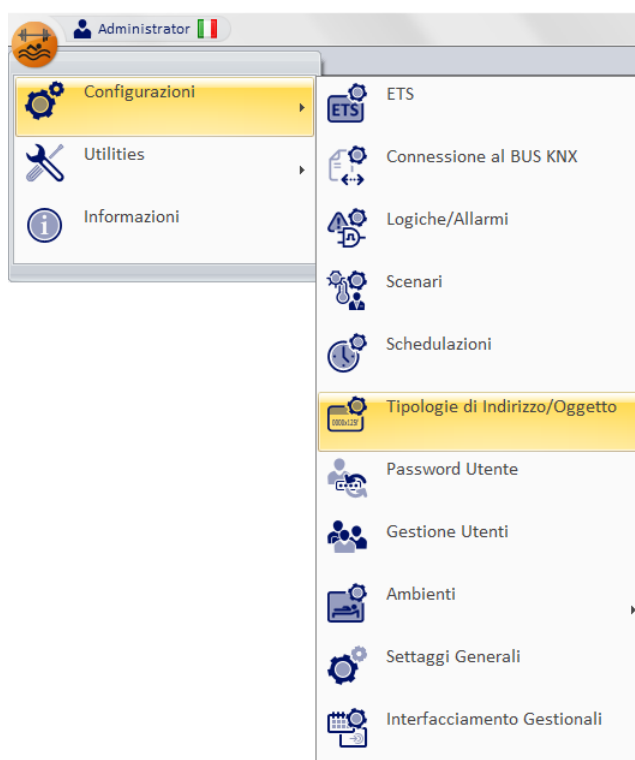 Administrator
Configurazioni
Utilities
Informazioni
ETS
ETS
Connessione al BUS KNX
Logiche/Allarmi
Scenari
Schedulazioni
Tipologie di Indirizzo/Oggetto
Password Utente
Gestione Utenti
Ambienti
Settaggi Generali
Interfacciamento Gestionali